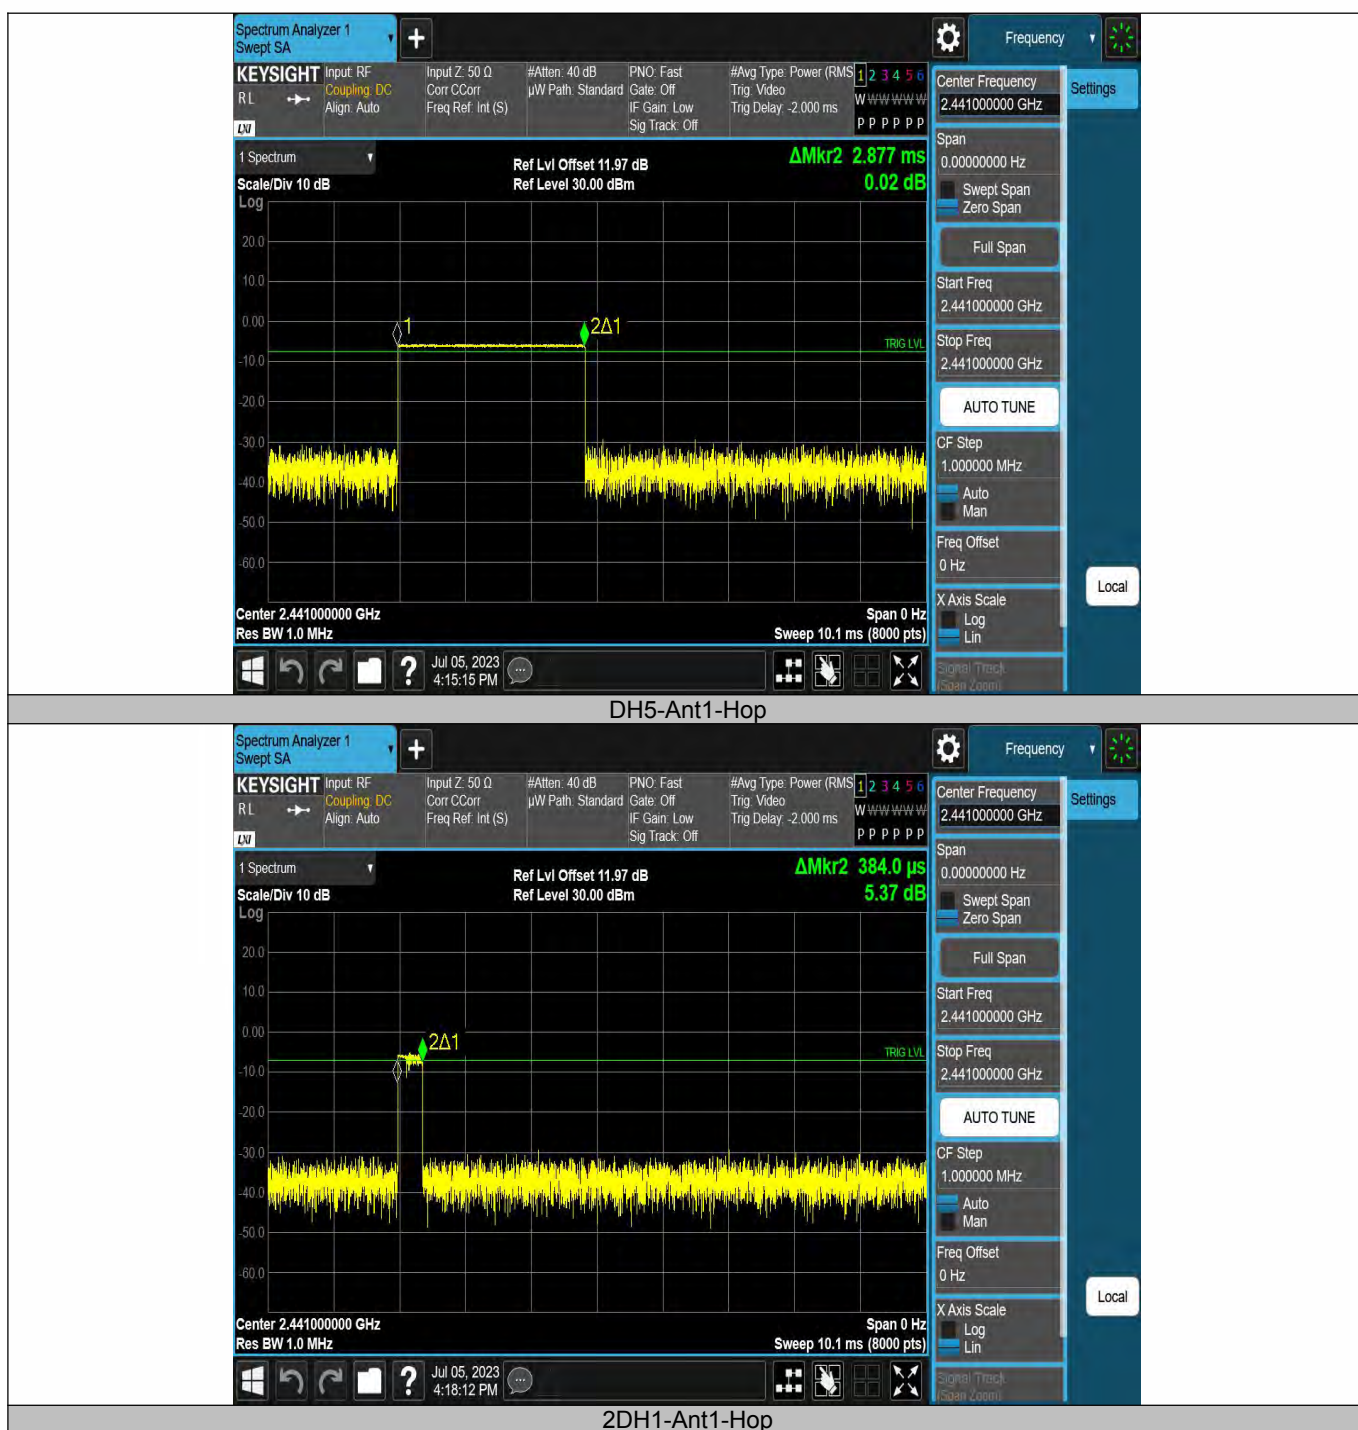 Spectrum Analyzer 1
Swept SA
Frequency
KEYSIGHT
RL
LXI
Input: RF
Coupling: DC
Align: Auto
Input Z: 50 Ω
Corr CCorr
Freq Ref: Int (S)
#Atten: 40 dB
µW Path: Standard
PNO: Fast
Gate: Off
IF Gain: Low
Sig Track: Off
#Avg Type: Power (RMS
Trig: Video
Trig Delay: -2.000 ms
1 2 3 4 5 6
W W W W W W
P P P P P P
Center Frequency
2.441000000 GHz
Settings
Span
0.00000000 Hz
Swept Span
Zero Span
Full Span
Start Freq
2.441000000 GHz
Stop Freq
2.441000000 GHz
AUTO TUNE
CF Step
1.000000 MHz
Auto
Man
Freq Offset
0 Hz
X Axis Scale
Log
Lin
Signal Track
(Span Zoom)
Local
1 Spectrum
Scale/Div 10 dB
Log
Ref Lvl Offset 11.97 dB
Ref Level 30.00 dBm
ΔMkr2 2.877 ms
0.02 dB
20.0
10.0
0.00
1
2Δ1
TRIG LVL
-10.0
-20.0
-30.0
-40.0
-50.0
-60.0
Center 2.441000000 GHz
Span 0 Hz
Res BW 1.0 MHz
Sweep 10.1 ms (8000 pts)
Jul 05, 2023
4:15:15 PM
DH5-Ant1-Hop
Spectrum Analyzer 1
Swept SA
Frequency
KEYSIGHT
RL
LXI
Input: RF
Coupling: DC
Align: Auto
Input Z: 50 Ω
Corr CCorr
Freq Ref: Int (S)
#Atten: 40 dB
µW Path: Standard
PNO: Fast
Gate: Off
IF Gain: Low
Sig Track: Off
#Avg Type: Power (RMS
Trig: Video
Trig Delay: -2.000 ms
1 2 3 4 5 6
W W W W W W
P P P P P P
Center Frequency
2.441000000 GHz
Settings
Span
0.00000000 Hz
Swept Span
Zero Span
Full Span
Start Freq
2.441000000 GHz
Stop Freq
2.441000000 GHz
AUTO TUNE
CF Step
1.000000 MHz
Auto
Man
Freq Offset
0 Hz
X Axis Scale
Log
Lin
Signal Track
(Span Zoom)
Local
1 Spectrum
Scale/Div 10 dB
Log
Ref Lvl Offset 11.97 dB
Ref Level 30.00 dBm
ΔMkr2 384.0 µs
5.37 dB
20.0
10.0
0.00
2Δ1
TRIG LVL
-10.0
-20.0
-30.0
-40.0
-50.0
-60.0
Center 2.441000000 GHz
Span 0 Hz
Res BW 1.0 MHz
Sweep 10.1 ms (8000 pts)
Jul 05, 2023
4:18:12 PM
2DH1-Ant1-Hop